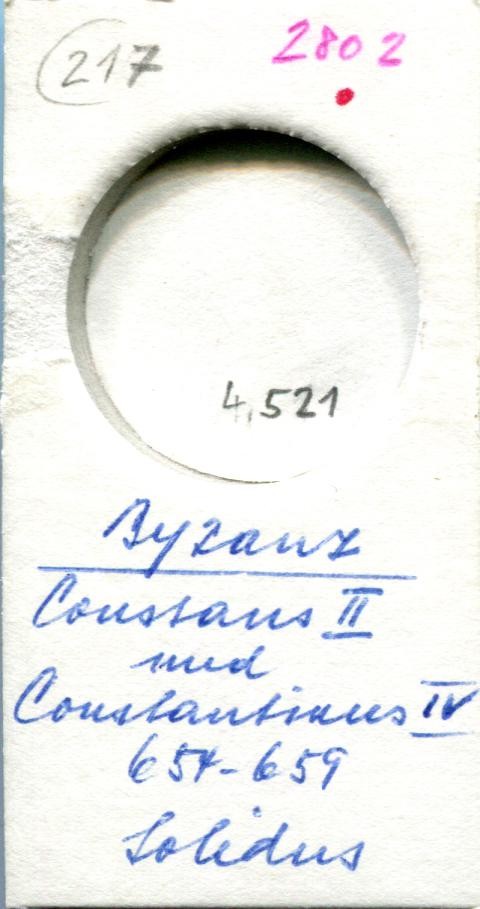 217 2802
4,521
Byzanz
Constans II
und
Constantinus IV
654-659
Solidus